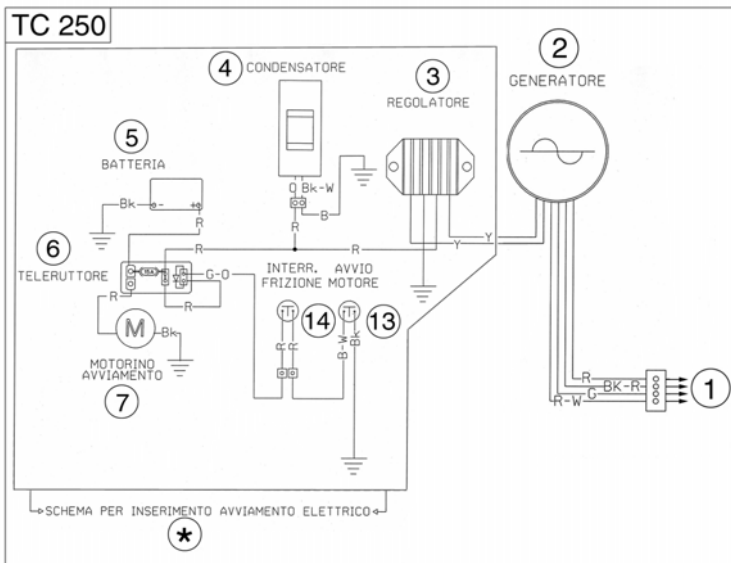 TC 250
2
GENERATORE
4 CONDENSATORE
3
REGOLATORE
5
BATTERIA
Bk - + R
O Bk-W
B
R
6
TELERUTTORE
R R
15A
G-O
R
R
Y Y
INTERR. AVVIO
FRIZIONE MOTORE
14 13
M Bk
MOTORINO
AVVIAMENTO
7
R R B-W Bk
R
BK-R
G
R-W
1
SCHEMA PER INSERIMENTO AVVIAMENTO ELETTRICO
*